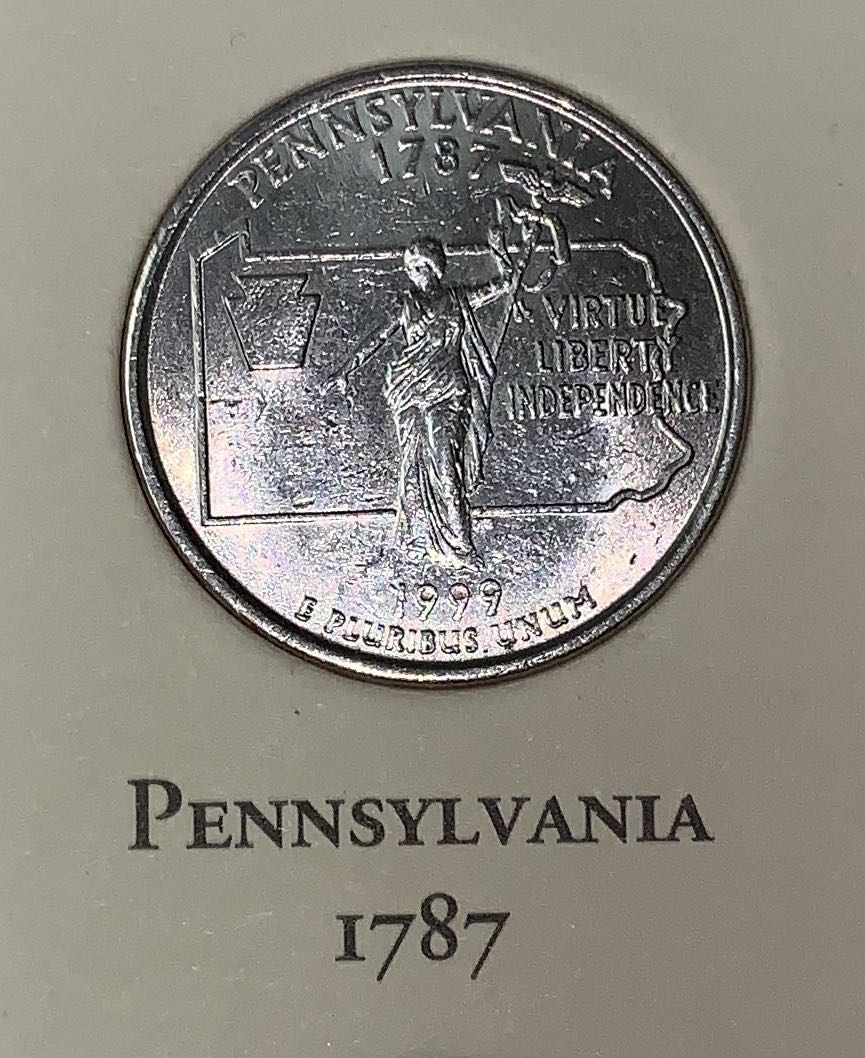 PENNSYLVANIA
1787
VIRTUE
LIBERTY
INDEPENDENCE
1999
E PLURIBUS UNUM
PENNSYLVANIA
1787